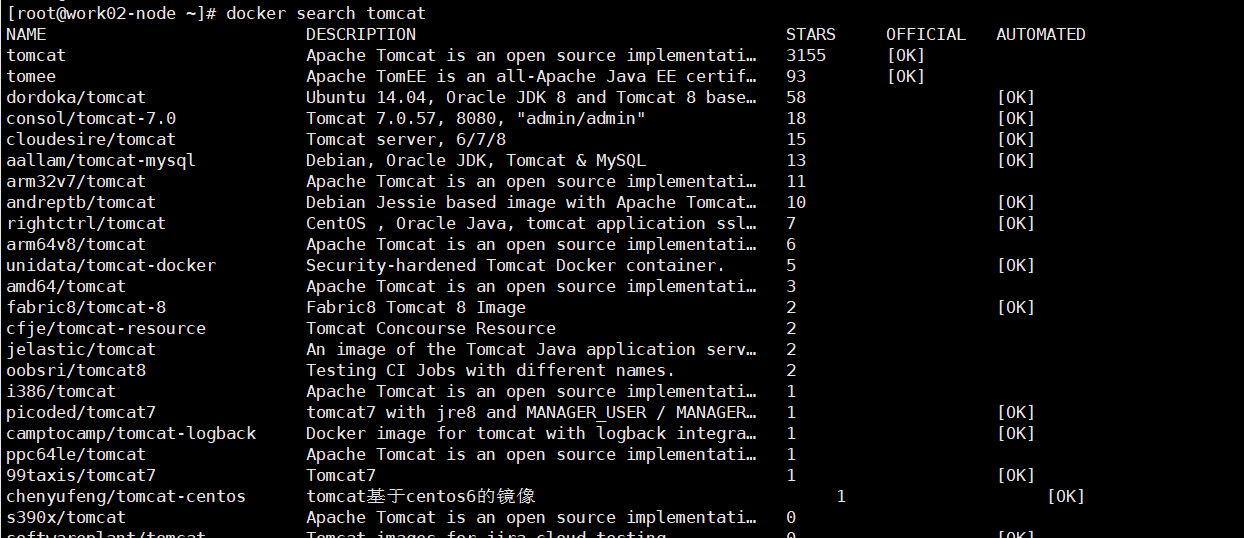 [root@work02-node ~]# docker search tomcat
NAME DESCRIPTION STARS OFFICIAL AUTOMATED
tomcat Apache Tomcat is an open source implementati… 3155 [OK]
tomee Apache TomEE is an all-Apache Java EE certif… 93 [OK]
dordoka/tomcat Ubuntu 14.04, Oracle JDK 8 and Tomcat 8 base… 58 [OK]
consol/tomcat-7.0 Tomcat 7.0.57, 8080, "admin/admin" 18 [OK]
cloudesire/tomcat Tomcat server, 6/7/8 15 [OK]
aallam/tomcat-mysql Debian, Oracle JDK, Tomcat & MySQL 13 [OK]
arm32v7/tomcat Apache Tomcat is an open source implementati… 11
andreptb/tomcat Debian Jessie based image with Apache Tomcat… 10 [OK]
rightctrl/tomcat CentOS , Oracle Java, tomcat application ssl… 7 [OK]
arm64v8/tomcat Apache Tomcat is an open source implementati… 6
unidata/tomcat-docker Security-hardened Tomcat Docker container. 5 [OK]
amd64/tomcat Apache Tomcat is an open source implementati… 3
fabric8/tomcat-8 Fabric8 Tomcat 8 Image 2 [OK]
cfje/tomcat-resource Tomcat Concourse Resource 2
jelastic/tomcat An image of the Tomcat Java application serv… 2
oobsri/tomcat8 Testing CI Jobs with different names. 2
i386/tomcat Apache Tomcat is an open source implementati… 1
picoded/tomcat7 tomcat7 with jre8 and MANAGER_USER / MANAGER… 1 [OK]
camptocamp/tomcat-logback Docker image for tomcat with logback integra… 1 [OK]
ppc64le/tomcat Apache Tomcat is an open source implementati… 1
99taxis/tomcat7 Tomcat7 1 [OK]
chenyufeng/tomcat-centos tomcat基于centos6的镜像 1 [OK]
s390x/tomcat Apache Tomcat is an open source implementati… 0
softwareplant/tomcat Tomcat images for jira-cloud testing 0 [OK]